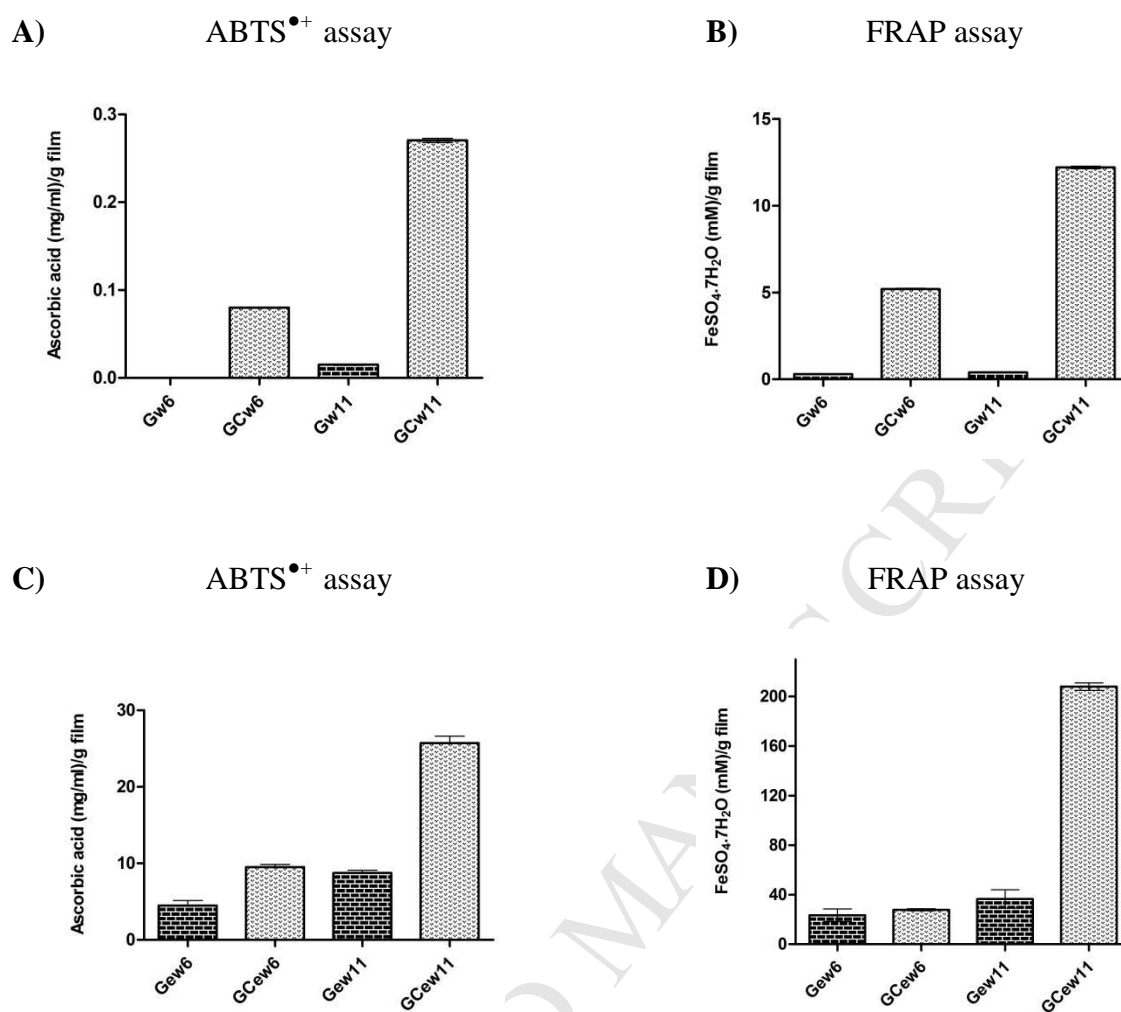 A) ABTS●+ assay
B) FRAP assay
Ascorbic acid (mg/ml)/g film
0.3
0.2
0.1
0.0
Gw6
GCw6
Gw11
GCw11
FeSO4.7H2O (mM)/g film
15
10
5
0
Gw6
GCw6
Gw11
GCw11
C) ABTS●+ assay
D) FRAP assay
Ascorbic acid (mg/ml)/g film
30
20
10
0
Gew6
GCew6
Gew11
GCew11
FeSO4.7H2O (mM)/g film
200
160
120
80
40
0
Gew6
GCew6
Gew11
GCew11